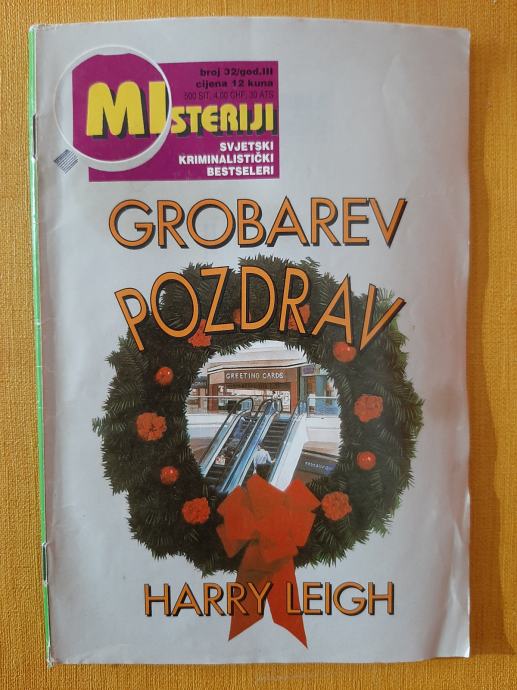 broj 32/god.III
cijena 12 kuna
500 SIT, 4,00 CHF, 30 ATS
MISTERIJI
SVJETSKI
KRIMINALISTIČKI
BESTSELERI
GROBAREV
POZDRAV
GREETING CARDS
HARRY LEIGH